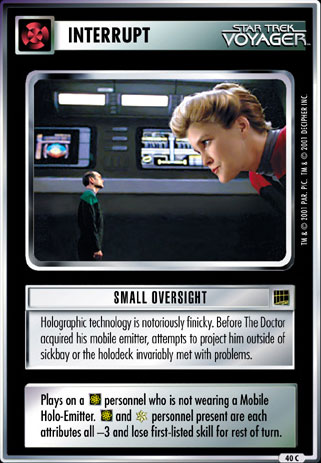 INTERRUPT
STAR TREK
VOYAGER™
TM & © 2001 PAR. PIC. TM & © 2001 DECIPHER INC.
SMALL OVERSIGHT
Holographic technology is notoriously finicky. Before The Doctor
acquired his mobile emitter, attempts to project him outside of
sickbay or the holodeck invariably met with problems.
Plays on a personnel who is not wearing a Mobile
Holo-Emitter. and personnel present are each
attributes all –3 and lose first-listed skill for rest of turn.
40 C